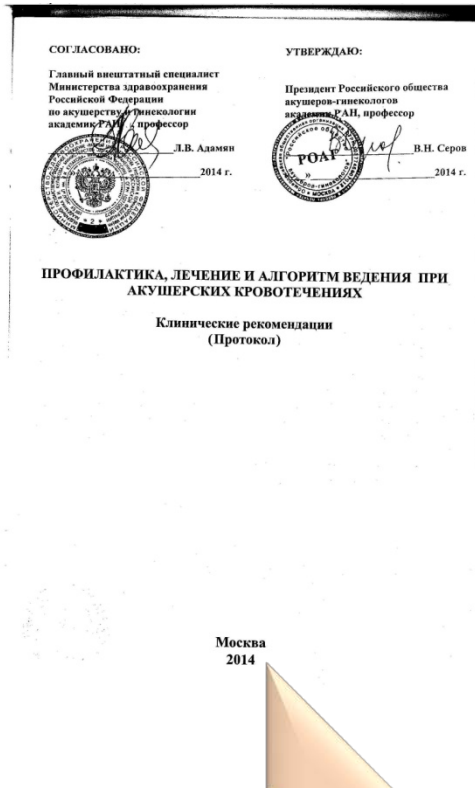 СОГЛАСОВАНО:
Главный внештатный специалист
Министерства здравоохранения
Российской Федерации
по акушерству и гинекологии
академик РАН, профессор
Л.В. Адамян
2014 г.
УТВЕРЖДАЮ:
Президент Российского общества
акушеров-гинекологов
академик РАН, профессор
РОАГ
В.Н. Серов
» 2014 г.
ПРОФИЛАКТИКА, ЛЕЧЕНИЕ И АЛГОРИТМ ВЕДЕНИЯ ПРИ
АКУШЕРСКИХ КРОВОТЕЧЕНИЯХ
Клинические рекомендации
(Протокол)
Москва
2014